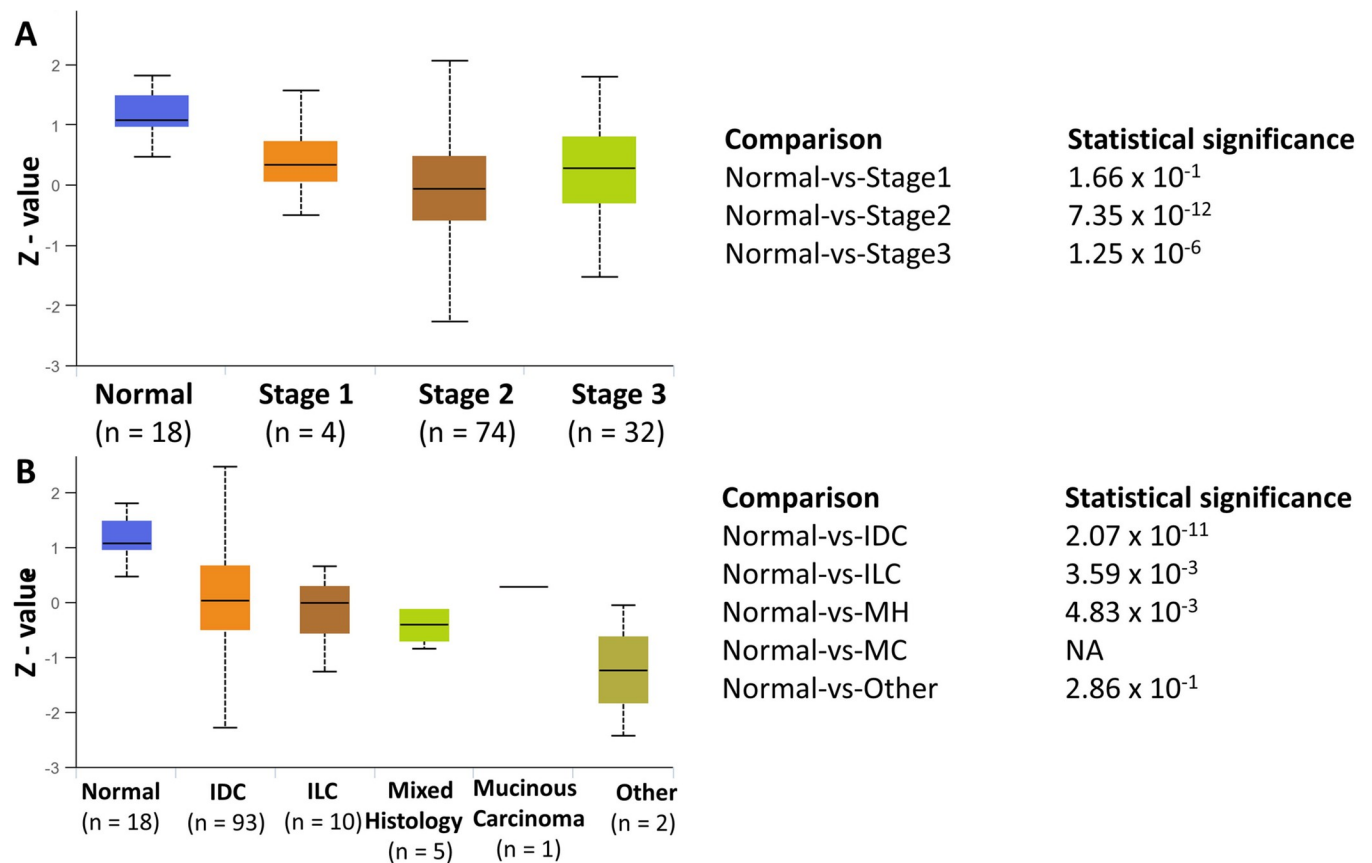 A
Z - value
2
1
0
-1
-2
-3
Normal
(n = 18)
Stage 1
(n = 4)
Stage 2
(n = 74)
Stage 3
(n = 32)
Comparison Statistical significance
Normal-vs-Stage1 1.66 x 10⁻¹
Normal-vs-Stage2 7.35 x 10⁻¹²
Normal-vs-Stage3 1.25 x 10⁻⁶
B
Z - value
2
1
0
-1
-2
-3
Normal
(n = 18)
IDC
(n = 93)
ILC
(n = 10)
Mixed
Histology
(n = 5)
Mucinous
Carcinoma
(n = 1)
Other
(n = 2)
Comparison Statistical significance
Normal-vs-IDC 2.07 x 10⁻¹¹
Normal-vs-ILC 3.59 x 10⁻³
Normal-vs-MH 4.83 x 10⁻³
Normal-vs-MC NA
Normal-vs-Other 2.86 x 10⁻¹